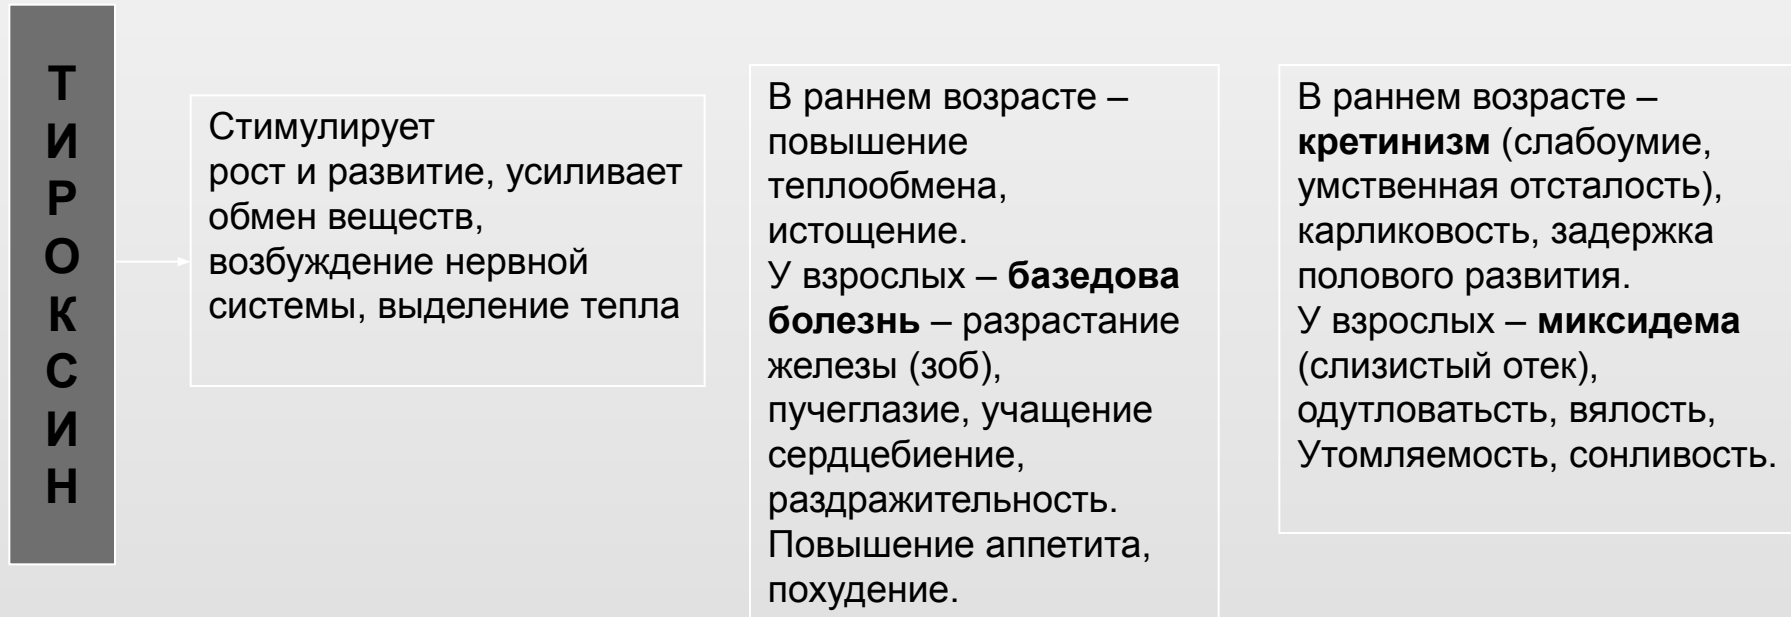 ТИРОКСИН
Стимулирует
рост и развитие, усиливает
обмен веществ,
возбуждение нервной
системы, выделение тепла
В раннем возрасте –
повышение
теплообмена,
истощение.
У взрослых – базедова
болезнь – разрастание
железы (зоб),
пучеглазие, учащение
сердцебиение,
раздражительность.
Повышение аппетита,
похудение.
В раннем возрасте –
кретинизм (слабоумие,
умственная отсталость),
карликовость, задержка
полового развития.
У взрослых – миксидема
(слизистый отек),
одутловатьсть, вялость,
Утомляемость, сонливость.